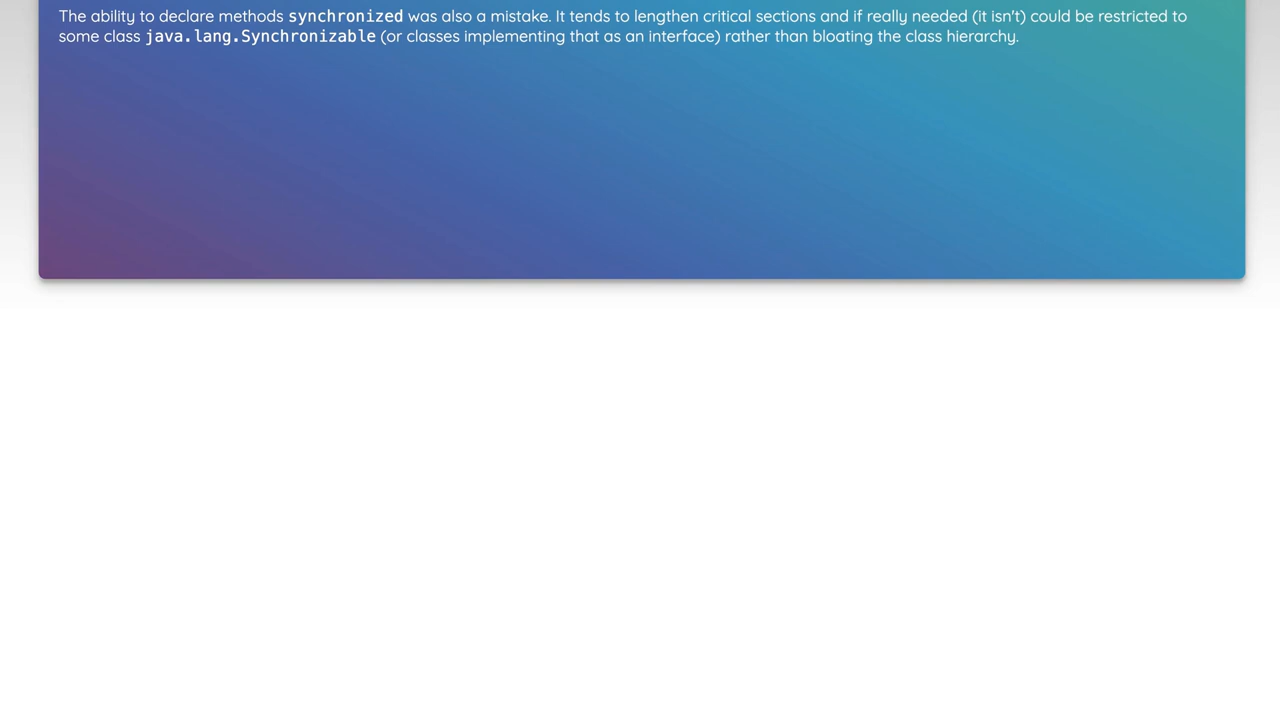 The ability to declare methods synchronized was also a mistake. It tends to lengthen critical sections and if really needed (it isn't) could be restricted to
some class java.lang.Synchronizable (or classes implementing that as an interface) rather than bloating the class hierarchy.